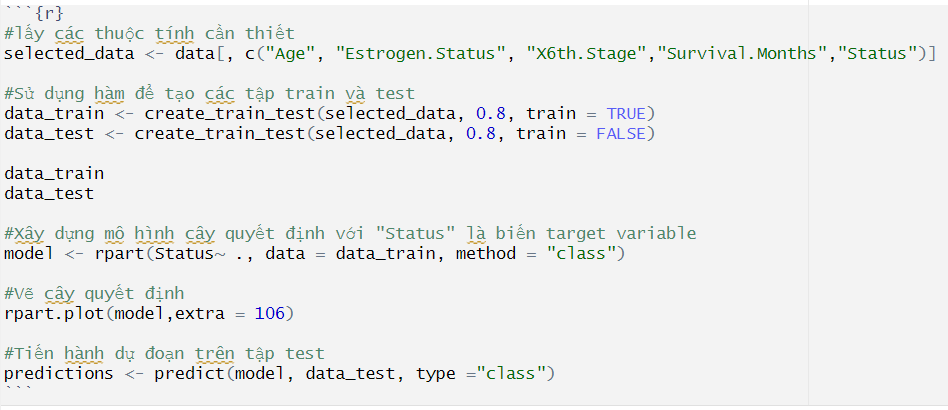 ```{r}
#lấy các thuộc tính cần thiết
selected_data <- data[, c("Age", "Estrogen.Status", "X6th.Stage","Survival.Months","Status")]
#Sử dụng hàm để tạo các tập train và test
data_train <- create_train_test(selected_data, 0.8, train = TRUE)
data_test <- create_train_test(selected_data, 0.8, train = FALSE)
data_train
data_test
#Xây dựng mô hình cây quyết định với "Status" là biến target variable
model <- rpart(Status~ ., data = data_train, method = "class")
#Vẽ cây quyết định
rpart.plot(model,extra = 106)
#Tiến hành dự đoạn trên tập test
predictions <- predict(model, data_test, type ="class")
```